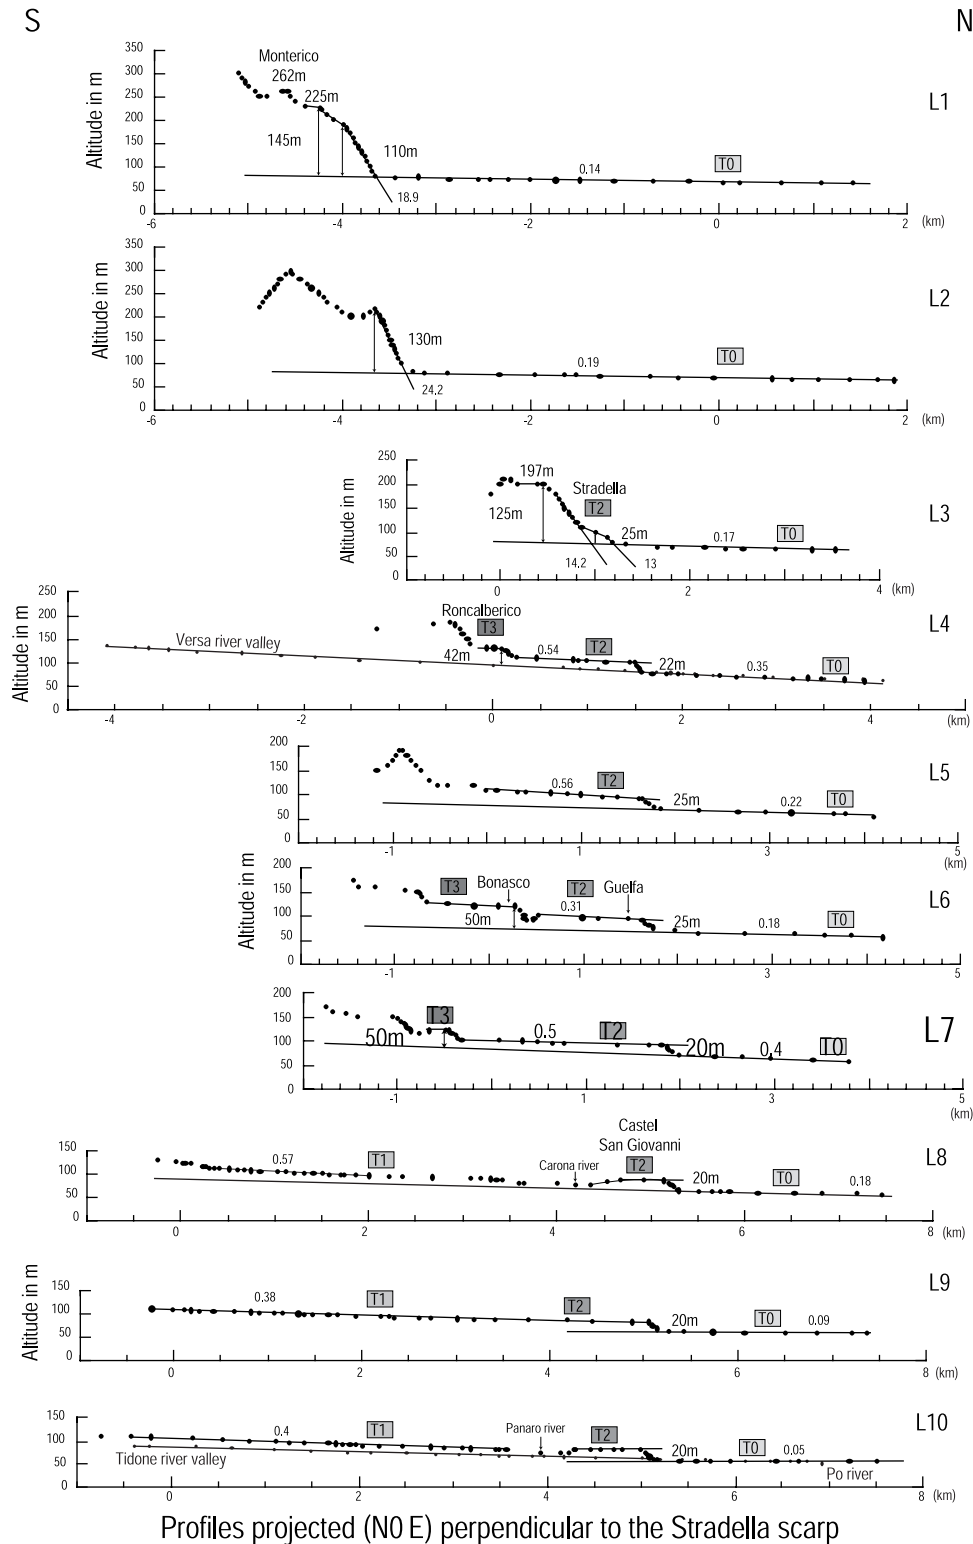 S
N
L1
Altitude in m
350
300
250
200
150
100
50
0
Monterico
262m
225m
145m
110m
18.9
0.14
T0
-6
-4
-2
0
2
(km)
L2
Altitude in m
350
300
250
200
150
100
50
0
130m
24.2
0.19
T0
-6
-4
-2
0
2
(km)
L3
Altitude in m
250
200
150
100
50
0
197m
Stradella
T2
125m
25m
14.2
13
0.17
T0
0
2
4
(km)
L4
Altitude in m
250
200
150
100
50
0
Roncalberico
T3
Versa river valley
42m
0.54
T2
22m
0.35
T0
-4
-2
0
2
4
(km)
L5
200
150
100
50
0
0.56
T2
25m
0.22
T0
-1
1
3
5
(km)
L6
Altitude in m
200
150
100
50
0
T3
Bonasco
T2
Guelfa
0.31
50m
25m
0.18
T0
-1
1
3
5
(km)
L7
200
150
100
50
0
T3
50m
0.5
T2
20m
0.4
T0
-1
1
3
5
(km)
L8
150
100
50
0
0.57
T1
Castel
San Giovanni
Carona river
T2
20m
T0
0.18
0
2
4
6
8
(km)
L9
Altitude in m
150
100
50
0
0.38
T1
T2
20m
T0
0.09
0
2
4
6
8
(km)
L10
150
100
50
0
0.4
T1
Panaro river
T2
20m
T0
0.05
Tidone river valley
Po river
0
2
4
6
8
(km)
Profiles projected (N0 E) perpendicular to the Stradella scarp